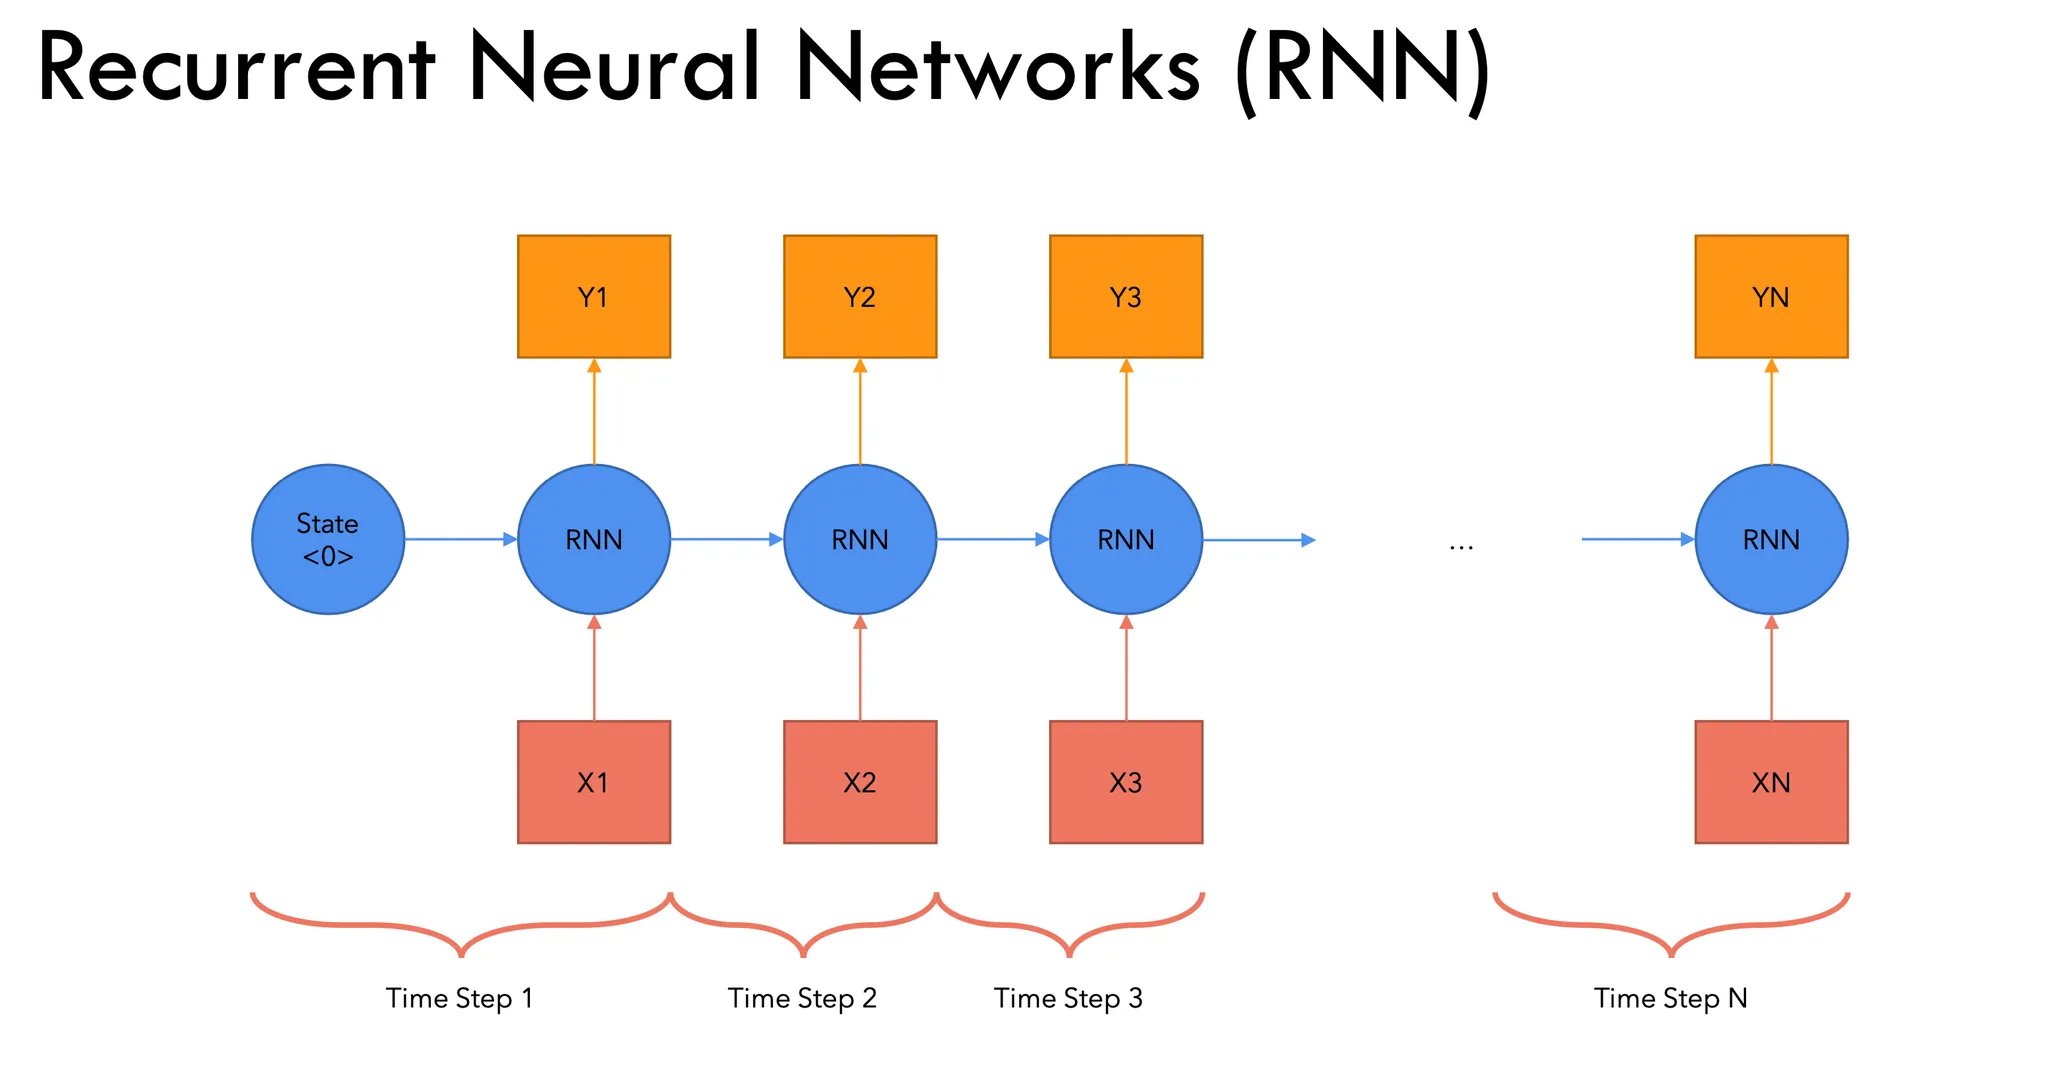 Recurrent Neural Networks (RNN)
Y1
Y2
Y3
YN
State
<0>
RNN
RNN
RNN
...
RNN
X1
X2
X3
XN
Time Step 1
Time Step 2
Time Step 3
Time Step N